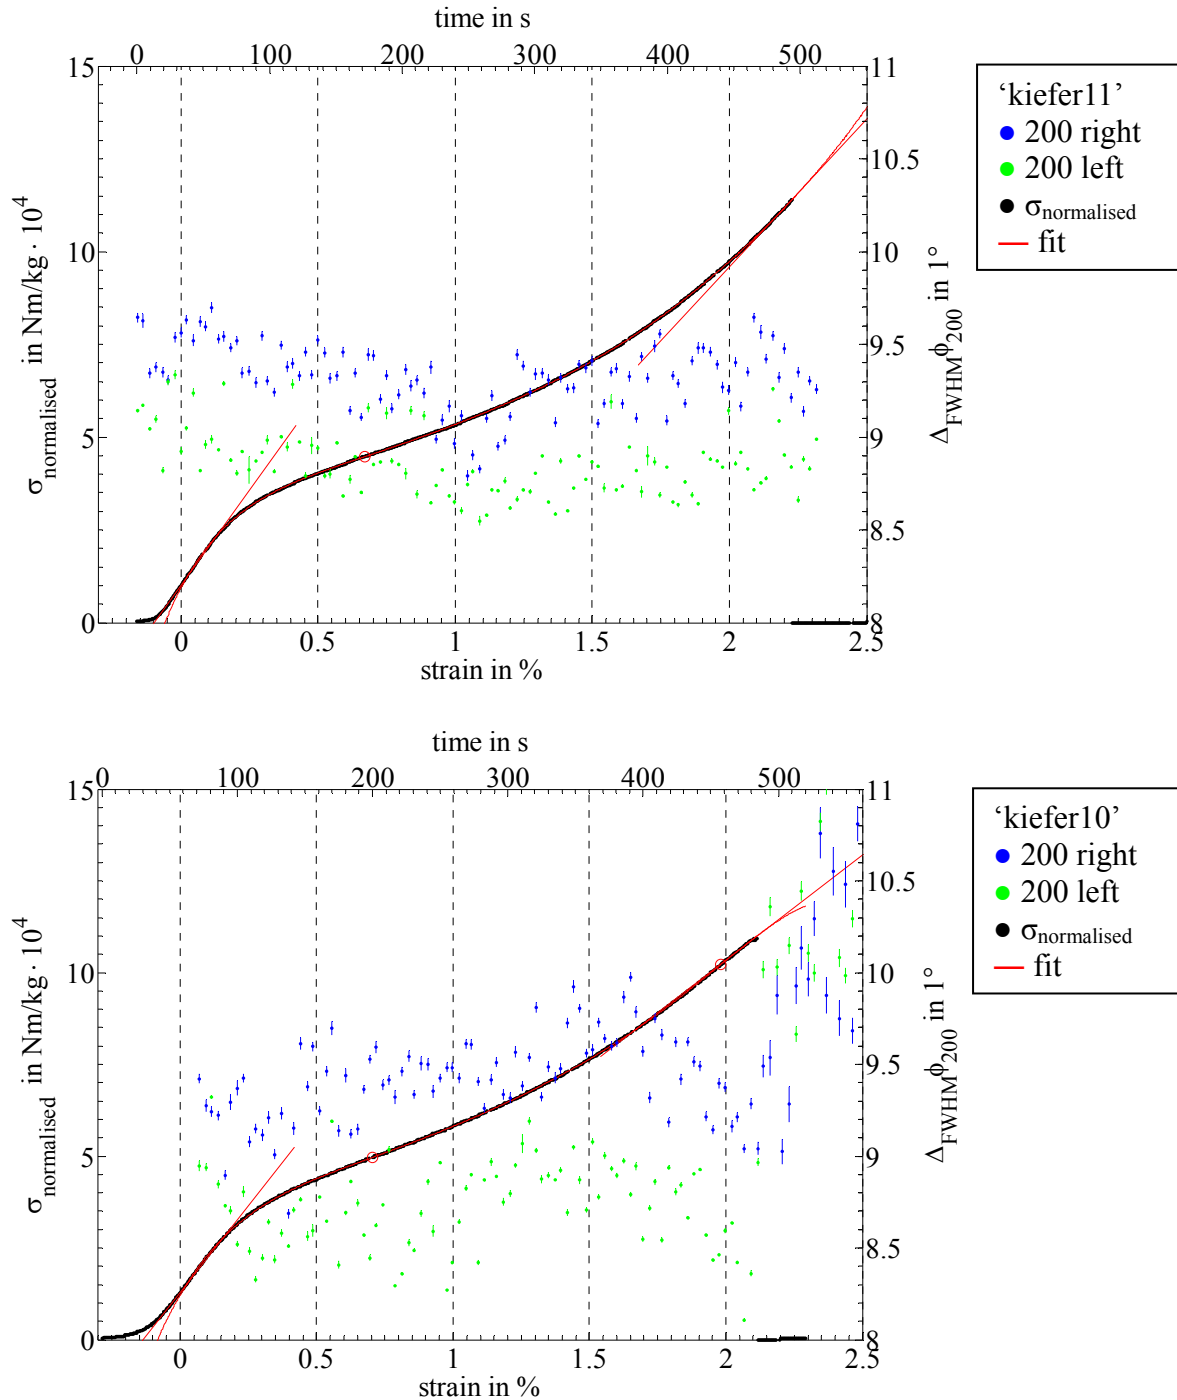 time in s
0 100 200 300 400 500
15 11
10.5
10 10
9.5
5 9
8.5
0 8
0 0.5 1 1.5 2 2.5
strain in %
σnormalised in Nm/kg · 10^4
ΔFWHMϕ200 in 1°
‘kiefer11’
200 right
200 left
σnormalised
fit
time in s
0 100 200 300 400 500
15 11
10.5
10 10
9.5
5 9
8.5
0 8
0 0.5 1 1.5 2 2.5
strain in %
σnormalised in Nm/kg · 10^4
ΔFWHMϕ200 in 1°
‘kiefer10’
200 right
200 left
σnormalised
fit